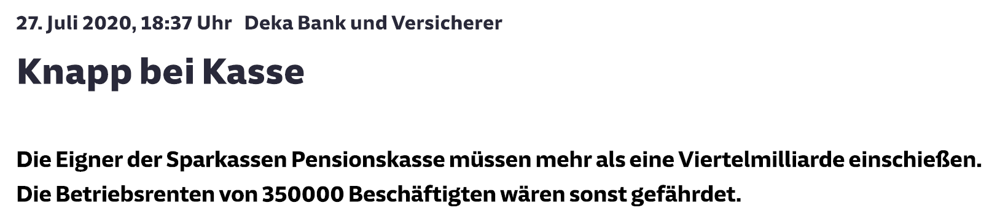 27. Juli 2020, 18:37 Uhr Deka Bank und Versicherer
Knapp bei Kasse
Die Eigner der Sparkassen Pensionskasse müssen mehr als eine Viertelmilliarde einschießen.
Die Betriebsrenten von 350000 Beschäftigten wären sonst gefährdet.